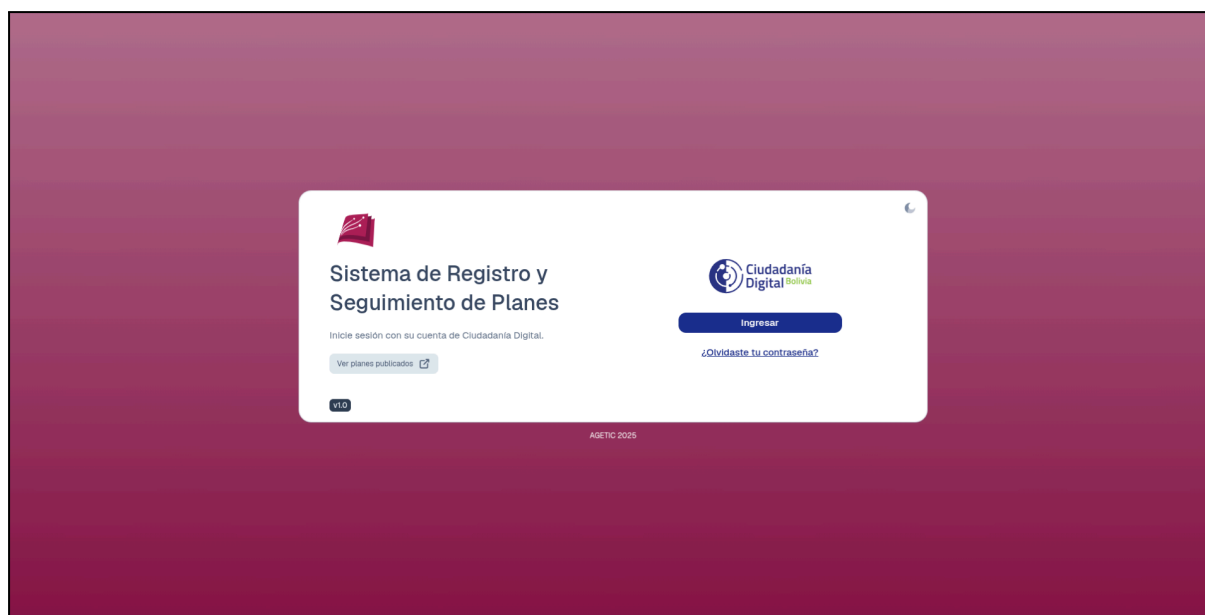 Sistema de Registro y
Seguimiento de Planes
Inicie sesión con su cuenta de Ciudadanía Digital.
Ver planes publicados
v1.0
Ciudadanía
Digital Bolivia
Ingresar
¿Olvidaste tu contraseña?
AGETIC 2025